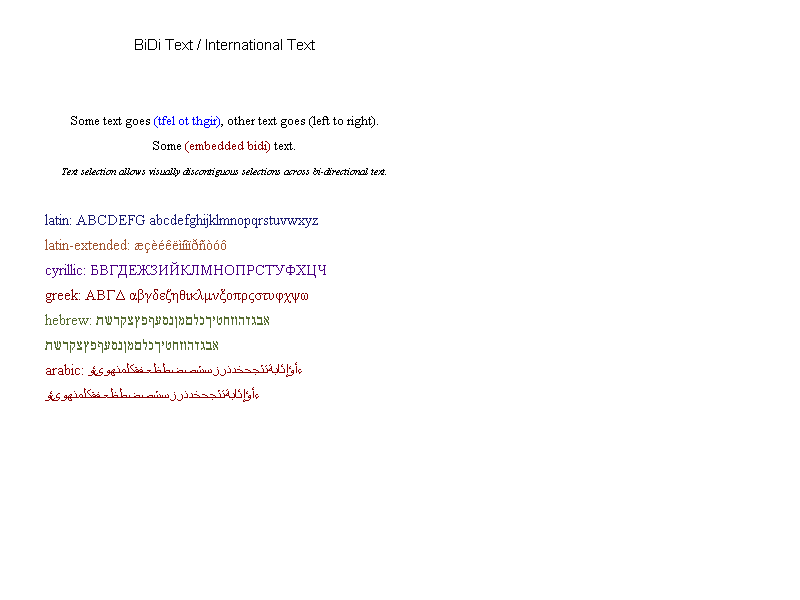 BiDi Text / International Text
Some text goes (tfel ot thgir), other text goes (left to right).
Some (embedded bidi) text.
Text selection allows visually discontiguous selections across bi-directional text.
latin: ABCDEFG abcdefghijklmnopqrstuvwxyz
latin-extended: æçèéêëìíîïðñòóô
cyrillic: БВГДЕЖЗИЙКЛМНОПРСТУФХЦЧ
greek: ΑΒΓΔ αβγδεζηθικλμνξοπρςστυφχψω
hebrew: אבגדהוזחטיךכלםמןנסעףפץצקרשת
אבגדהוזחטיךכלםמןנסעףפץצקרשת
arabic: